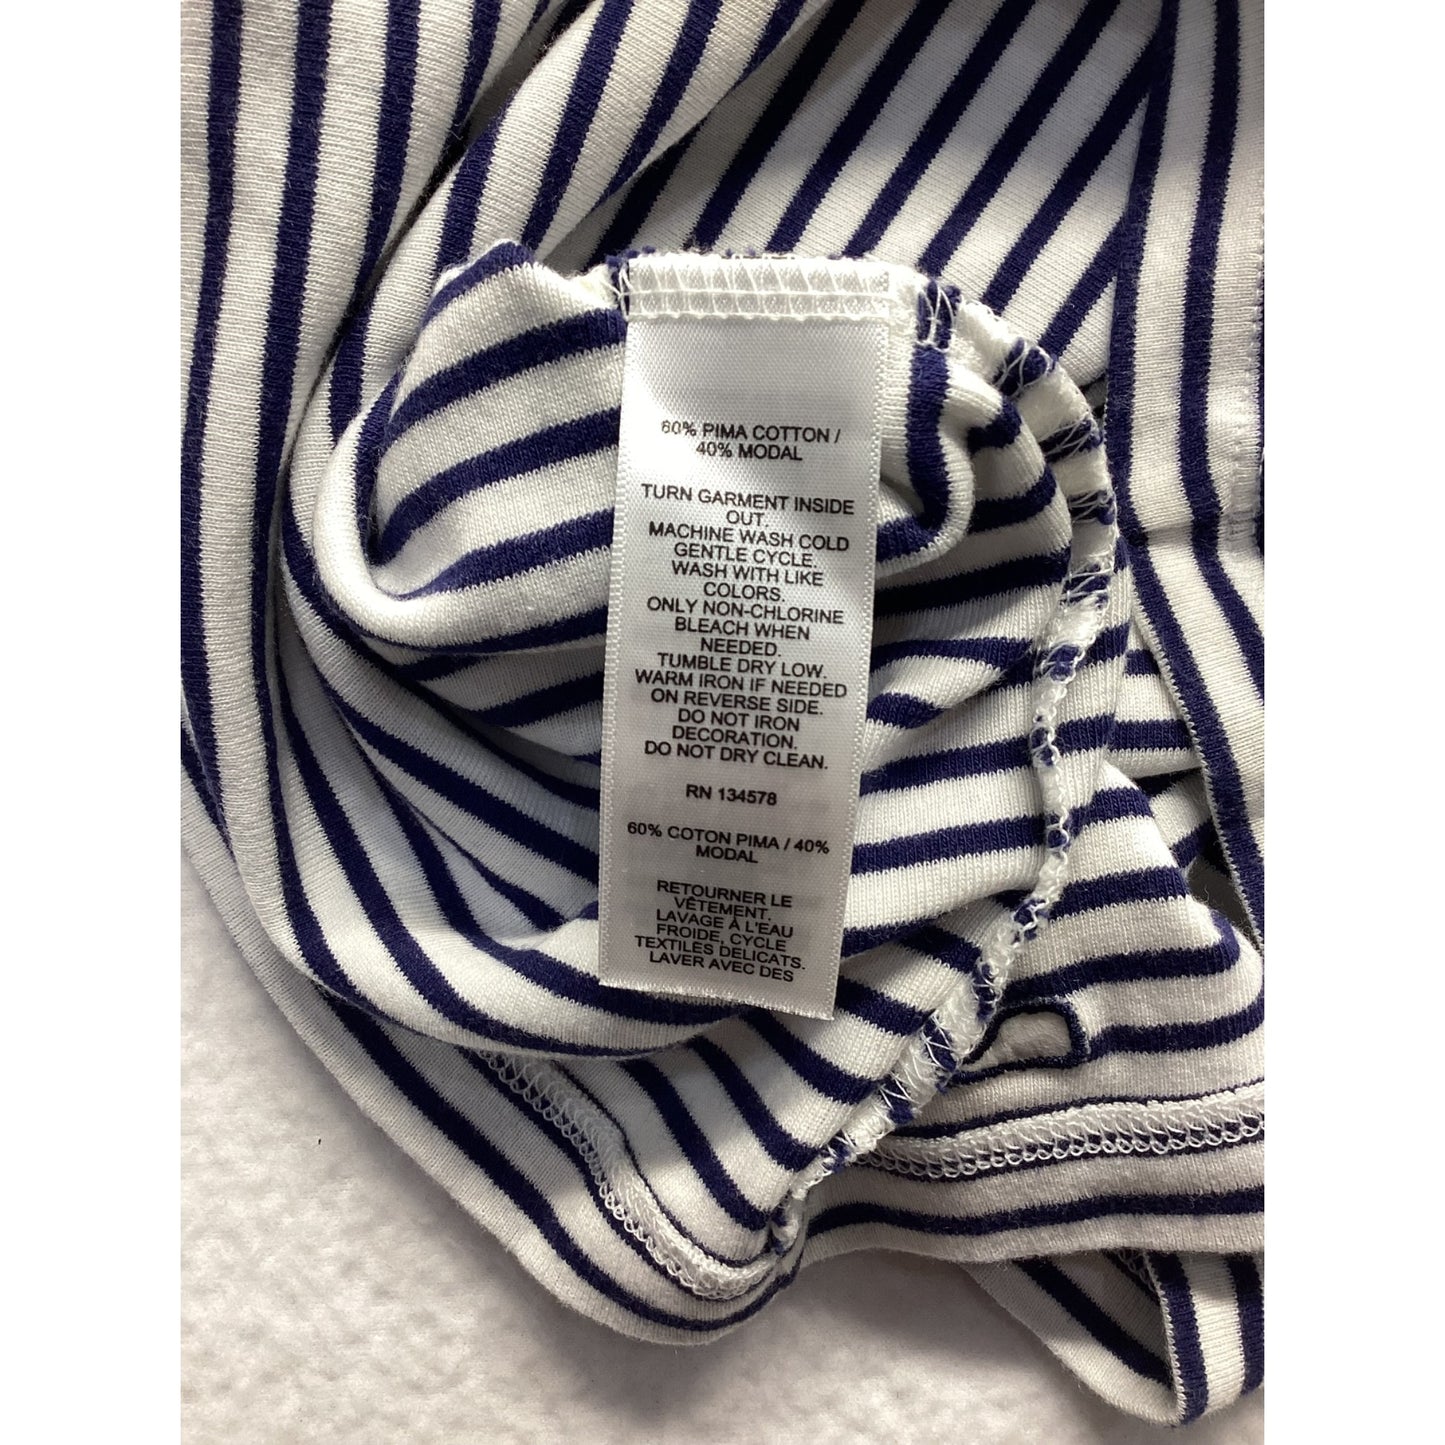 60% PIMA COTTON /
40% MODAL
TURN GARMENT INSIDE
OUT.
MACHINE WASH COLD
GENTLE CYCLE.
WASH WITH LIKE
COLORS.
ONLY NON-CHLORINE
BLEACH WHEN
NEEDED.
TUMBLE DRY LOW.
WARM IRON IF NEEDED
ON REVERSE SIDE.
DO NOT IRON
DECORATION.
DO NOT DRY CLEAN.
RN 134578
60% COTON PIMA / 40%
MODAL
RETOURNER LE
VÊTEMENT.
LAVAGE À L'EAU
FROIDE, CYCLE
TEXTILES DÉLICATS.
LAVER AVEC DES